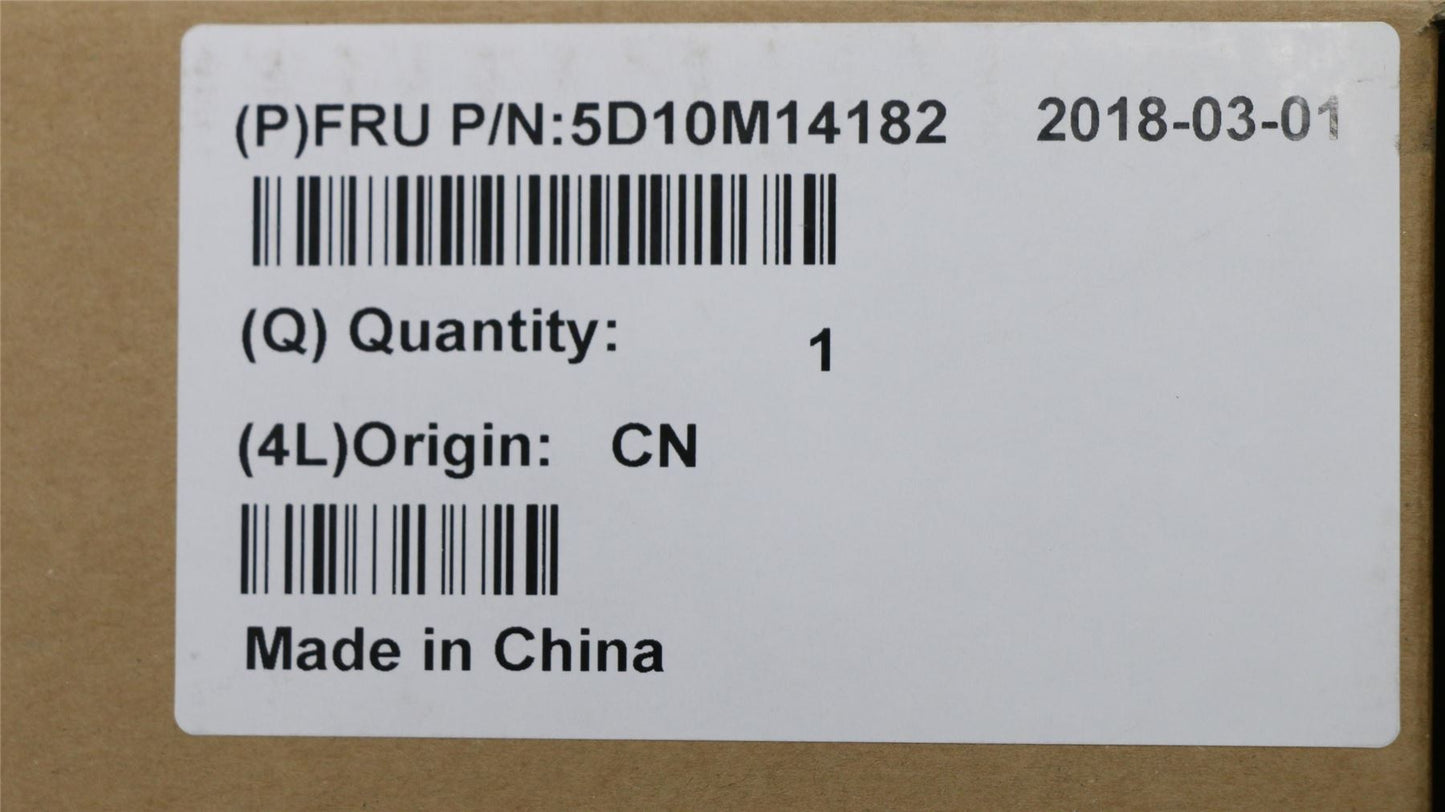 (P)FRU P/N:5D10M14182 2018-03-01
(Q) Quantity: 1
(4L)Origin: CN
Made in China